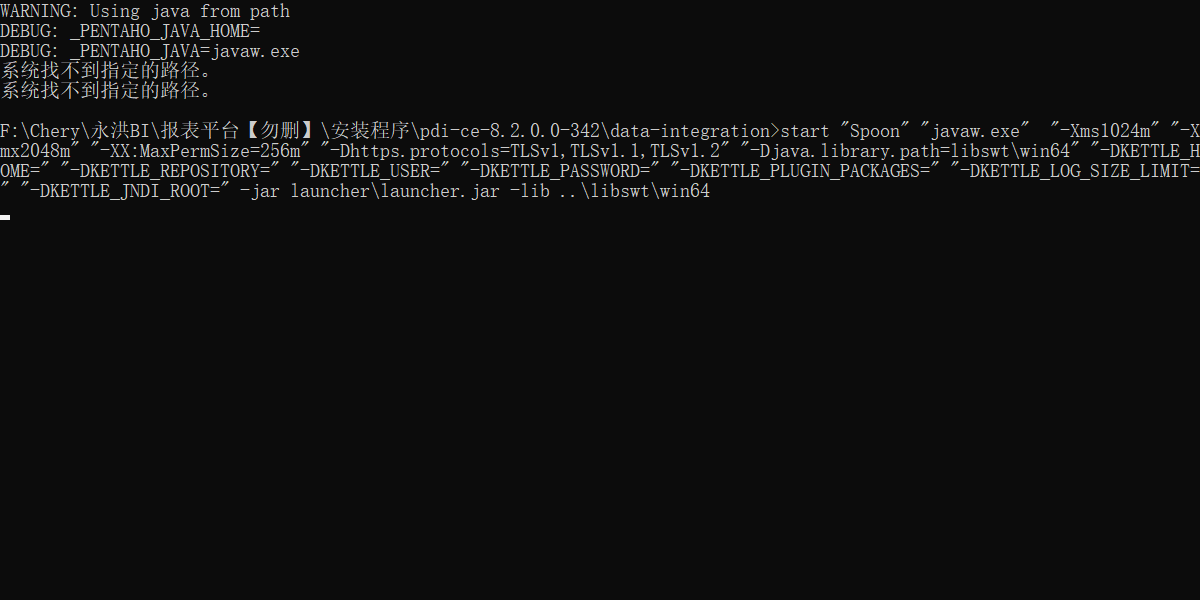 WARNING: Using java from path
DEBUG: _PENTAHO_JAVA_HOME=
DEBUG: _PENTAHO_JAVA=javaw.exe
系统找不到指定的路径。
系统找不到指定的路径。
F:\Chery\永洪BI\报表平台【勿删】\安装程序\pdi-ce-8.2.0.0-342\data-integration>start "Spoon" "javaw.exe"  "-Xms1024m" "-X
mx2048m" "-XX:MaxPermSize=256m" "-Dhttps.protocols=TLSv1,TLSv1.1,TLSv1.2" "-Djava.library.path=libswt\win64" "-DKETTLE_H
OME=" "-DKETTLE_REPOSITORY=" "-DKETTLE_USER=" "-DKETTLE_PASSWORD=" "-DKETTLE_PLUGIN_PACKAGES=" "-DKETTLE_LOG_SIZE_LIMIT=
" "-DKETTLE_JNDI_ROOT=" -jar launcher\launcher.jar -lib ..\libswt\win64